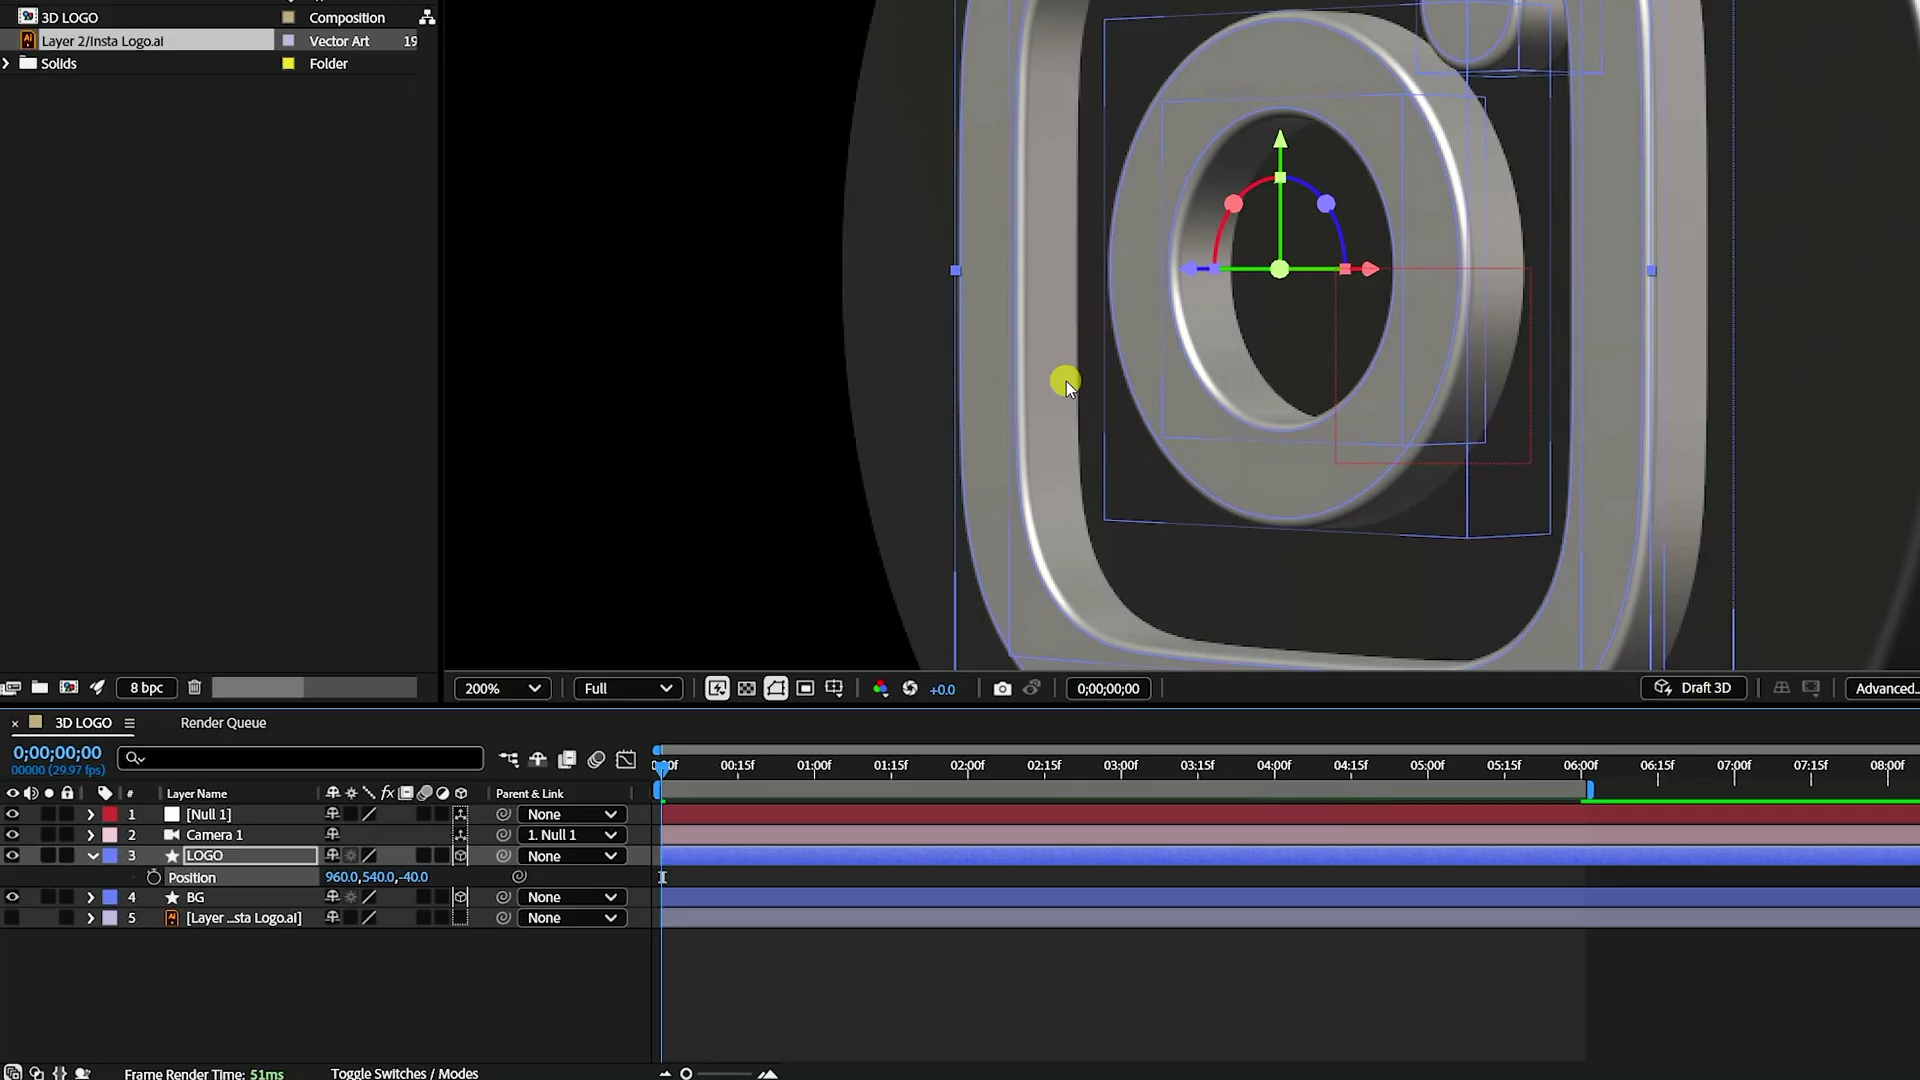 3D LOGO Composition
Layer 2/Insta Logo.ai Vector Art 19
Solids Folder
8 bpc
200% Full +0.0 0;00;00;00 Draft 3D Advanced...
3D LOGO Render Queue
0;00;00;00
00000 (29.97 fps)
00:15f 01:00f 01:15f 02:00f 02:15f 03:00f 03:15f 04:00f 04:15f 05:00f 05:15f 06:00f 06:15f 07:00f 07:15f 08:00f
# Layer Name fx Parent & Link
1 [Null 1] None
2 Camera 1 1. Null 1
3 LOGO None
Position 960.0,540.0,-40.0
4 BG None
5 Ai [Layer ...sta Logo.ai] None
Frame Render Time: 51ms Toggle Switches / Modes